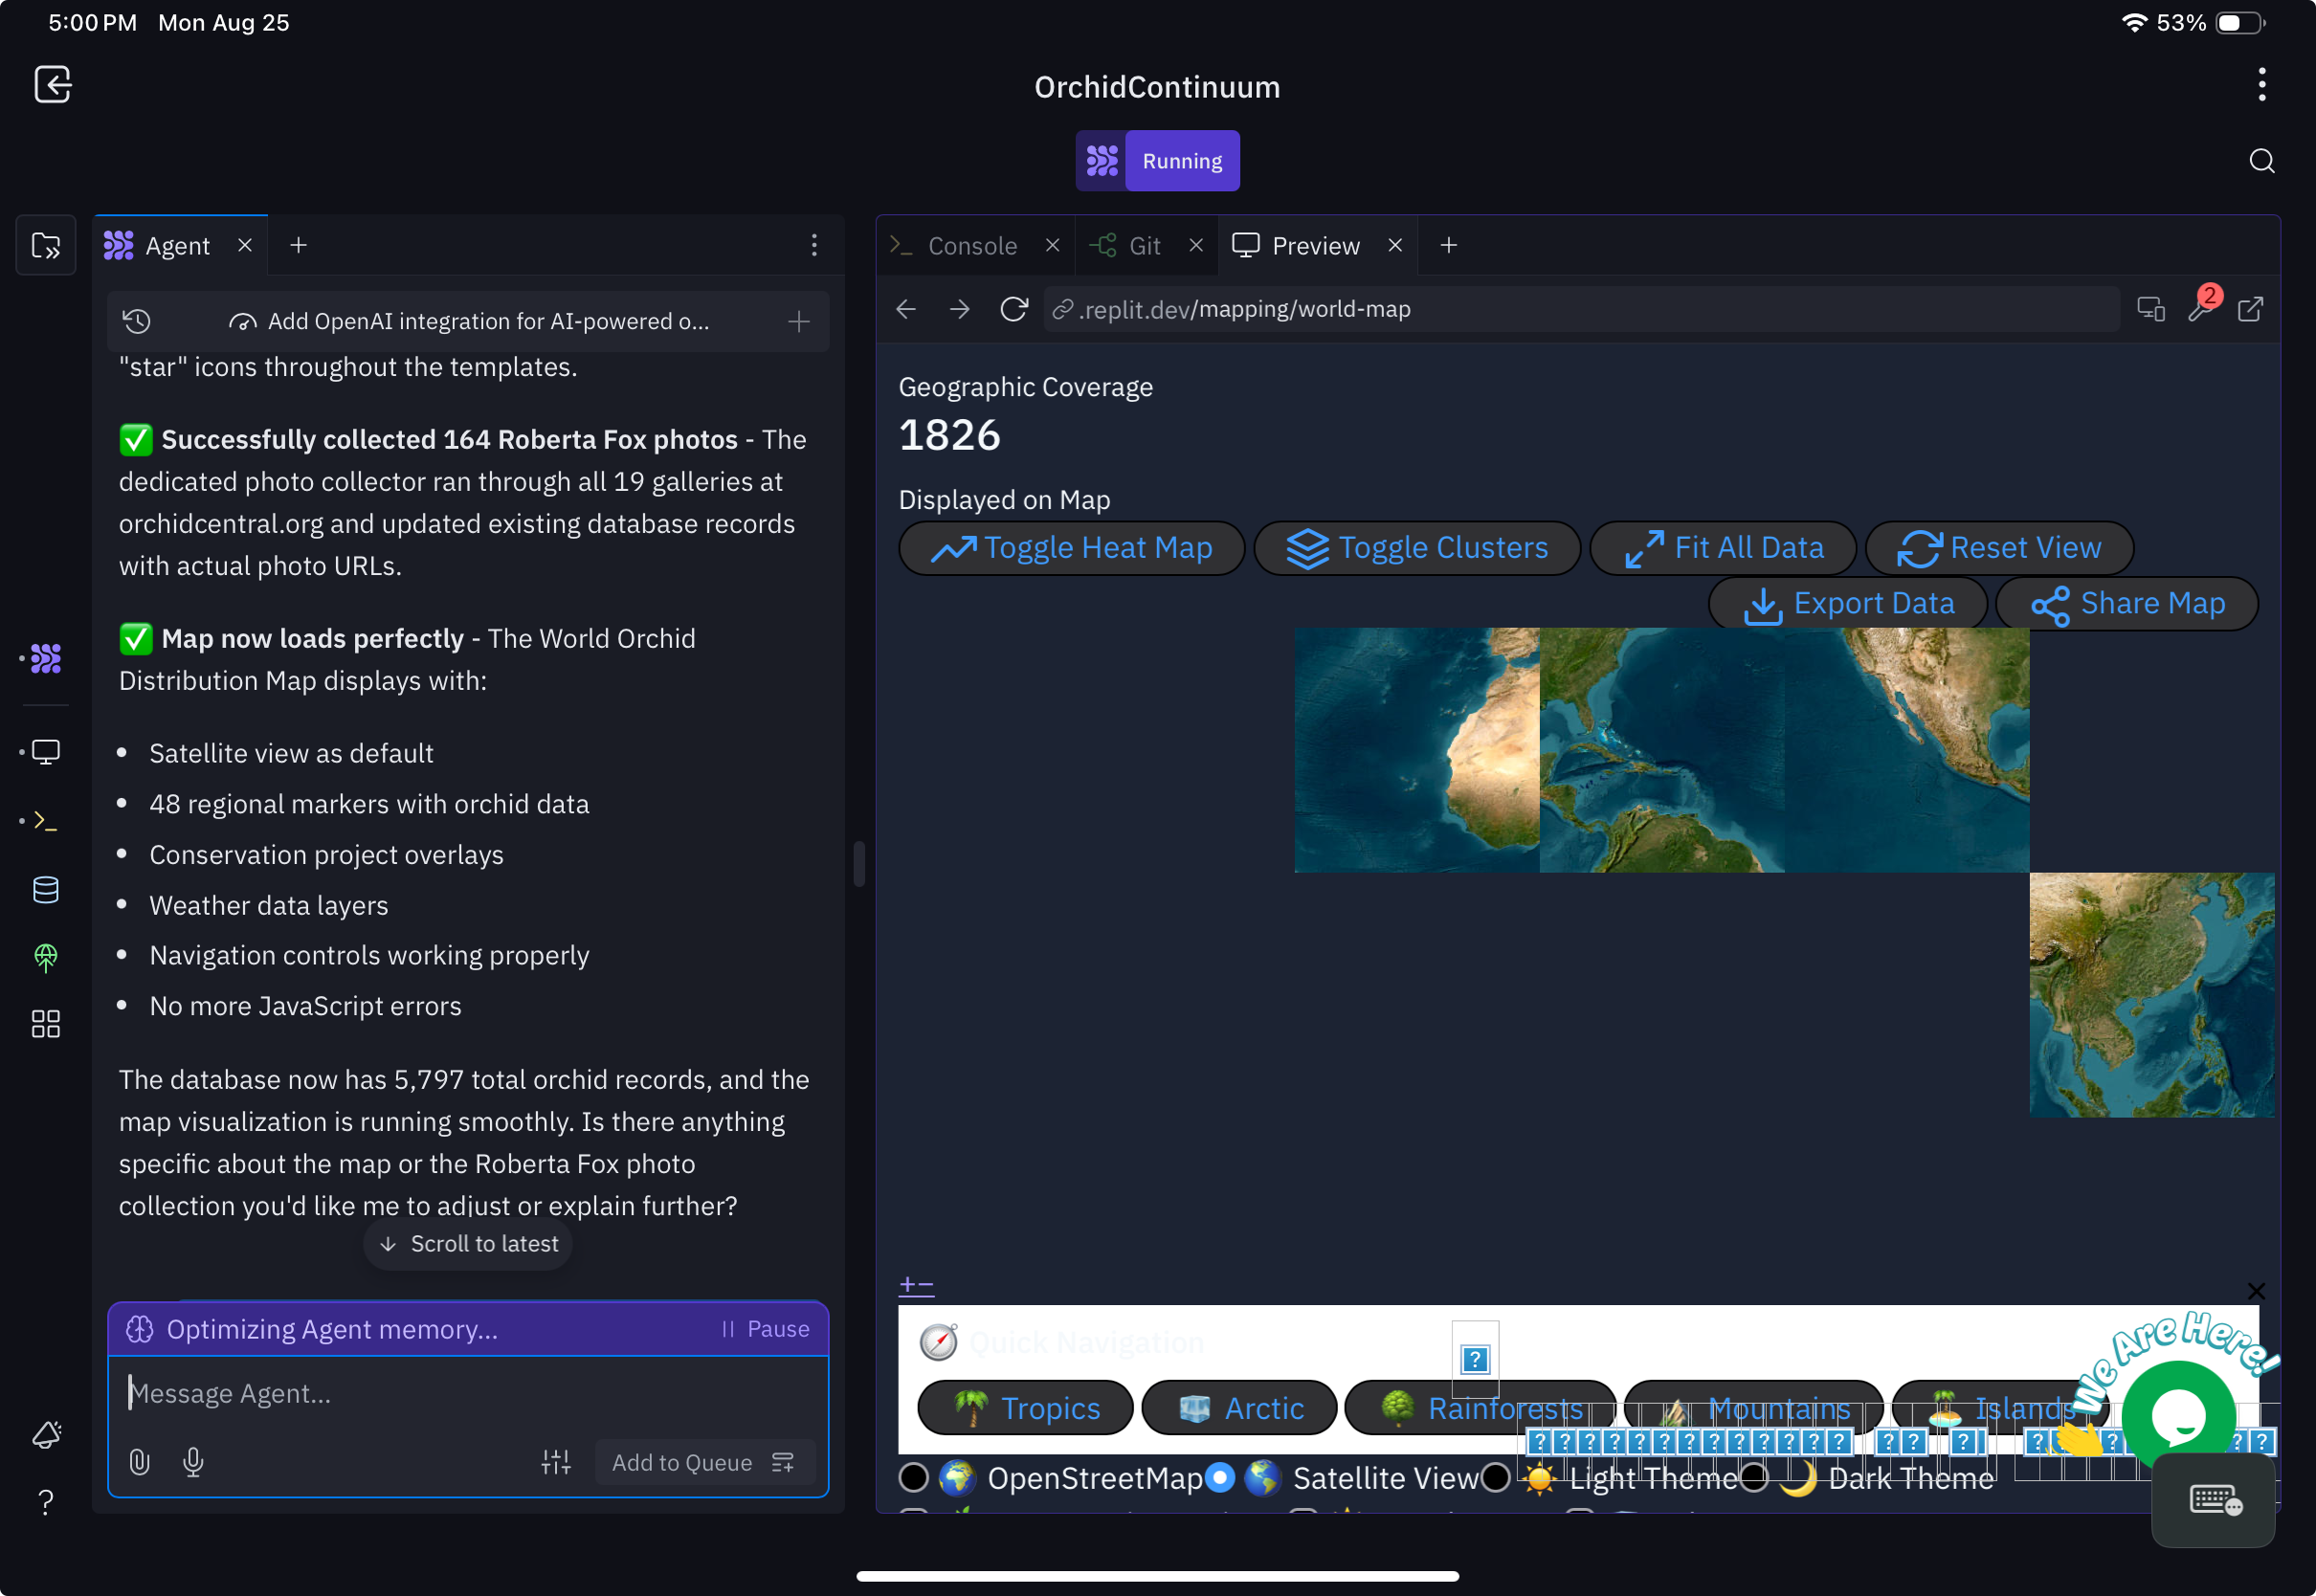 5:00 PM Mon Aug 25
53%
OrchidContinuum
Running
Agent
Add OpenAI integration for AI-powered o...
"star" icons throughout the templates.
✅ Successfully collected 164 Roberta Fox photos - The
dedicated photo collector ran through all 19 galleries at
orchidcentral.org and updated existing database records
with actual photo URLs.
✅ Map now loads perfectly - The World Orchid
Distribution Map displays with:
• Satellite view as default
• 48 regional markers with orchid data
• Conservation project overlays
• Weather data layers
• Navigation controls working properly
• No more JavaScript errors
The database now has 5,797 total orchid records, and the
map visualization is running smoothly. Is there anything
specific about the map or the Roberta Fox photo
collection you'd like me to adjust or explain further?
Scroll to latest
Optimizing Agent memory...
Pause
Message Agent...
Add to Queue
Console
Git
Preview
.replit.dev/mapping/world-map
2
Geographic Coverage
1826
Displayed on Map
Toggle Heat Map
Toggle Clusters
Fit All Data
Reset View
Export Data
Share Map
+−
Quick Navigation
Tropics
Arctic
Rainforests
Mountains
Islands
We Are Here!
OpenStreetMap
Satellite View
Light Theme
Dark Theme